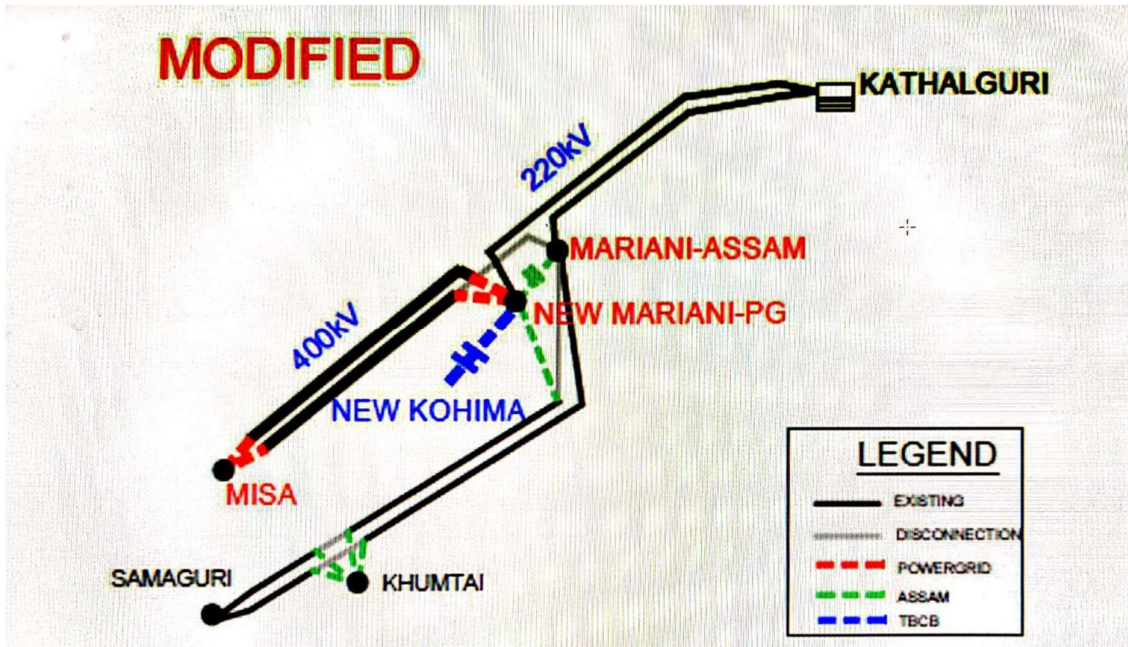 MODIFIED
KATHALGURI
220kV
MARIANI-ASSAM
NEW MARIANI-PG
400kV
NEW KOHIMA
MISA
SAMAGURI
KHUMTAI
LEGEND
EXISTING
DISCONNECTION
POWERGRID
ASSAM
TBCB